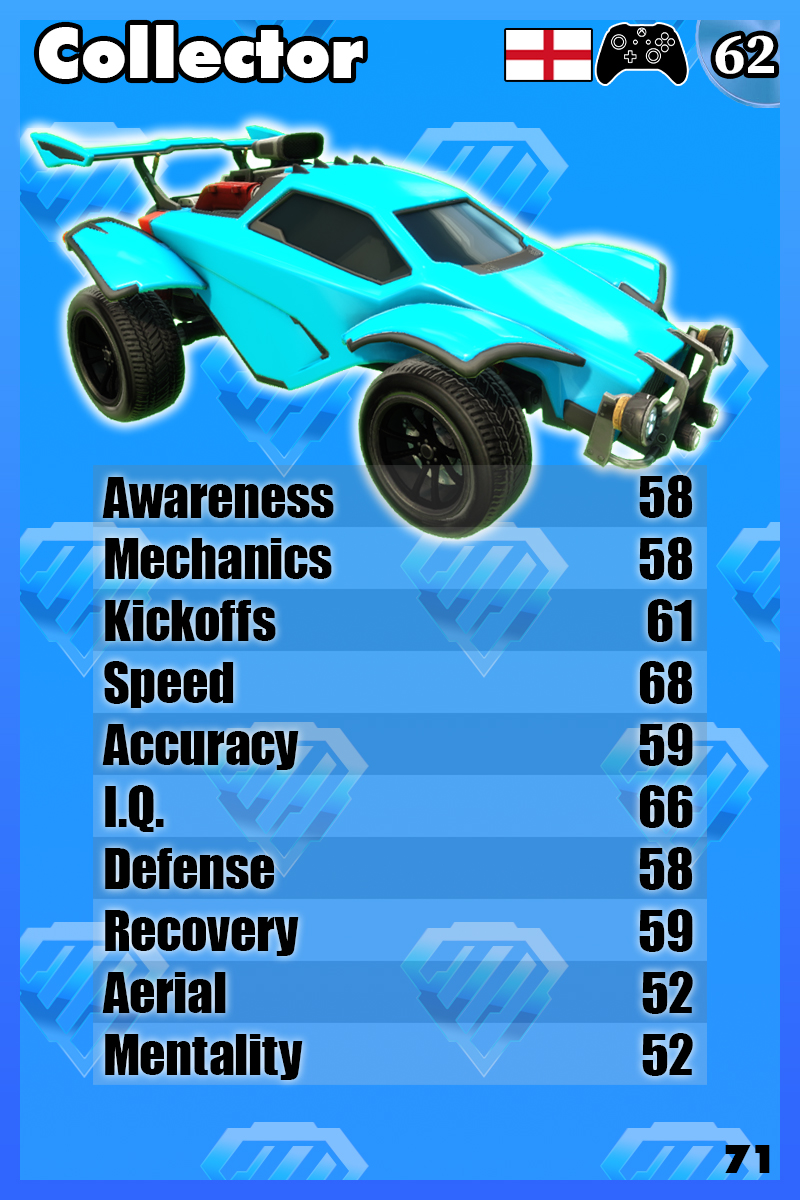 Collector 62
Awareness 58
Mechanics 58
Kickoffs 61
Speed 68
Accuracy 59
I.Q. 66
Defense 58
Recovery 59
Aerial 52
Mentality 52
71